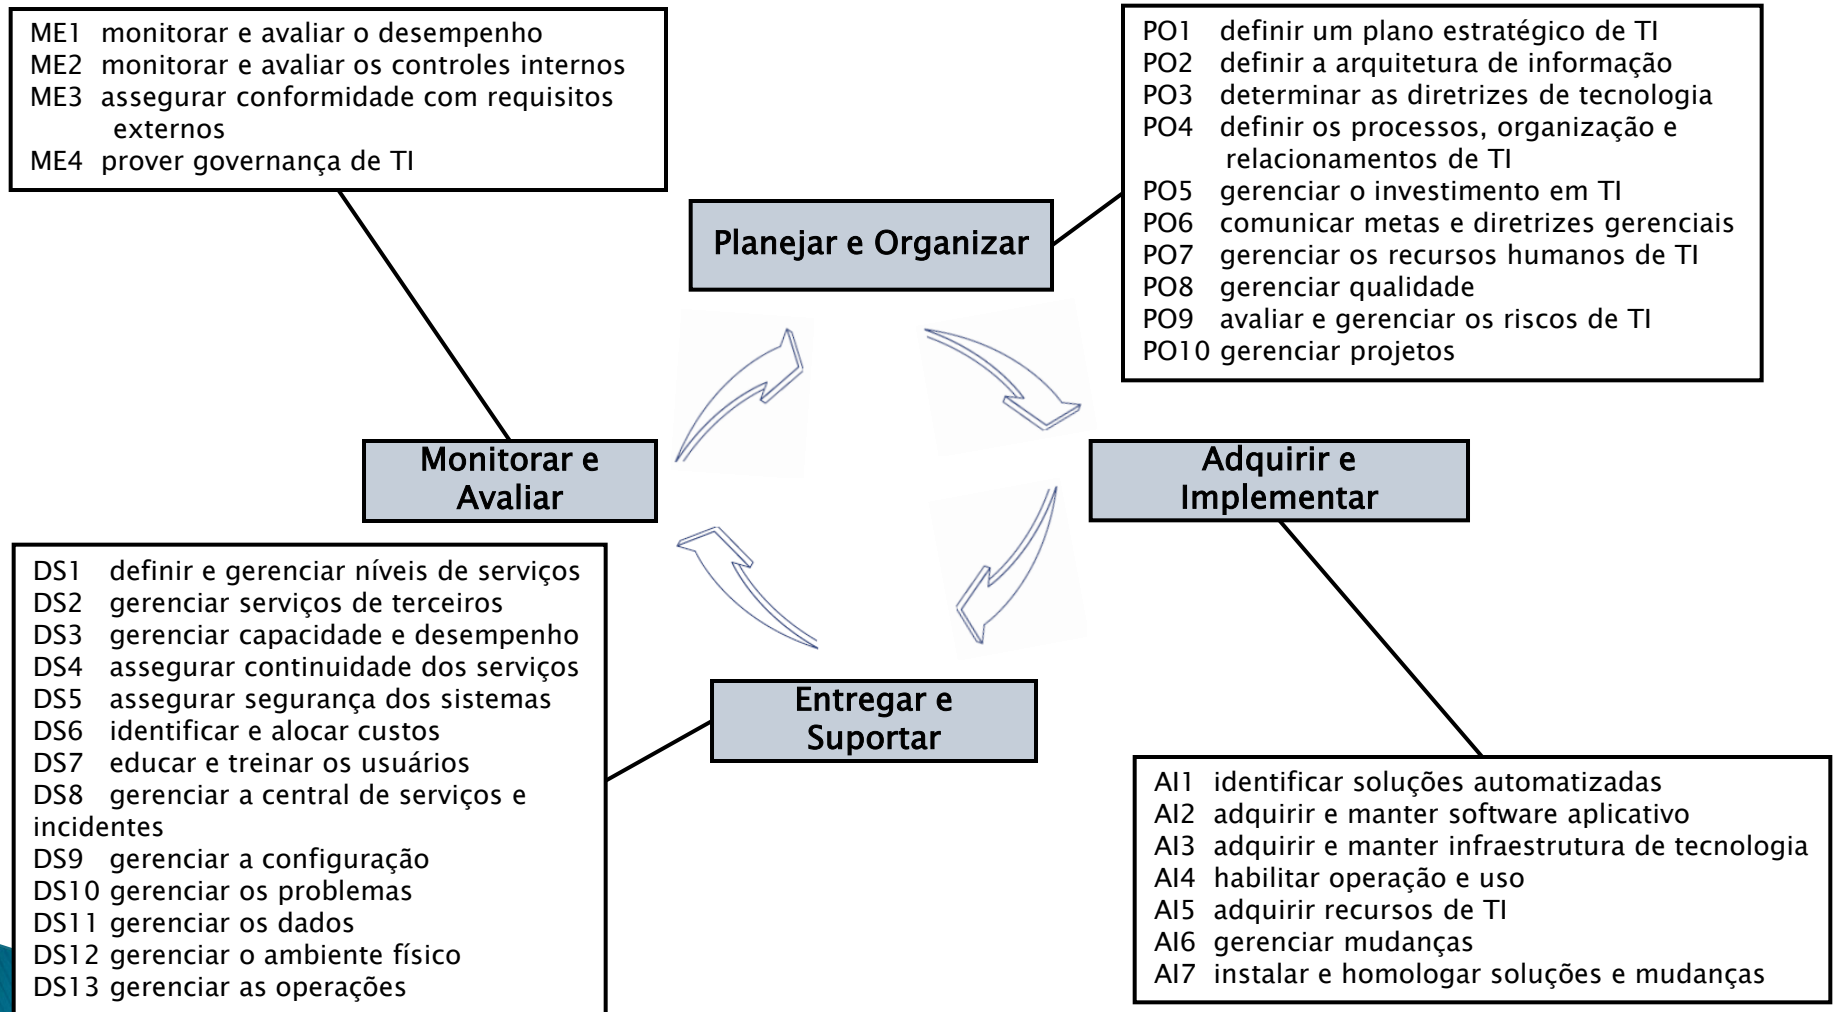 ME1 monitorar e avaliar o desempenho
ME2 monitorar e avaliar os controles internos
ME3 assegurar conformidade com requisitos
externos
ME4 prover governança de TI
PO1 definir um plano estratégico de TI
PO2 definir a arquitetura de informação
PO3 determinar as diretrizes de tecnologia
PO4 definir os processos, organização e
relacionamentos de TI
PO5 gerenciar o investimento em TI
PO6 comunicar metas e diretrizes gerenciais
PO7 gerenciar os recursos humanos de TI
PO8 gerenciar qualidade
PO9 avaliar e gerenciar os riscos de TI
PO10 gerenciar projetos
Planejar e Organizar
Monitorar e
Avaliar
Adquirir e
Implementar
Entregar e
Suportar
DS1 definir e gerenciar níveis de serviços
DS2 gerenciar serviços de terceiros
DS3 gerenciar capacidade e desempenho
DS4 assegurar continuidade dos serviços
DS5 assegurar segurança dos sistemas
DS6 identificar e alocar custos
DS7 educar e treinar os usuários
DS8 gerenciar a central de serviços e
incidentes
DS9 gerenciar a configuração
DS10 gerenciar os problemas
DS11 gerenciar os dados
DS12 gerenciar o ambiente físico
DS13 gerenciar as operações
AI1 identificar soluções automatizadas
AI2 adquirir e manter software aplicativo
AI3 adquirir e manter infraestrutura de tecnologia
AI4 habilitar operação e uso
AI5 adquirir recursos de TI
AI6 gerenciar mudanças
AI7 instalar e homologar soluções e mudanças